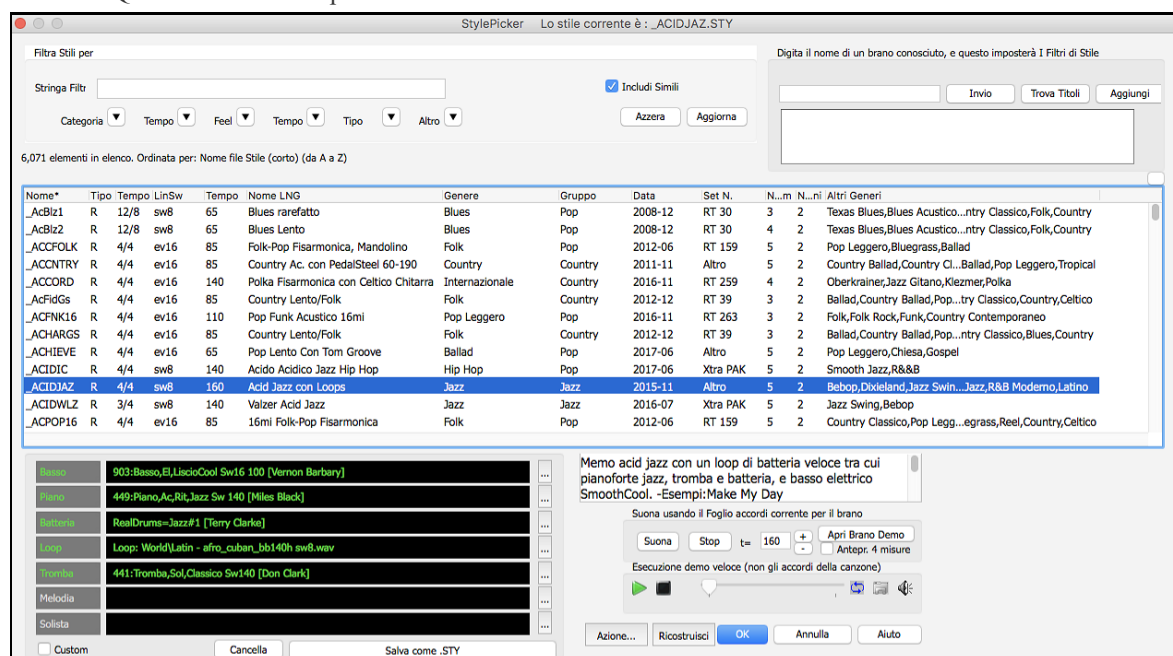 StylePicker Lo stile corrente è : _ACIDJAZ.STY
Filtra Stili per
Digita il nome di un brano conosciuto, e questo imposterà I Filtri di Stile
Stringa Filtr
Includi Simili
Invio Trova Titoli Aggiungi
Categoria Tempo Feel Tempo Tipo Altro
Azzera Aggiorna
6,071 elementi in elenco. Ordinata per: Nome file Stile (corto) (da A a Z)
Nome* Tipo Tempo LinSw Tempo Nome LNG Genere Gruppo Data Set N. N...m N...ni Altri Generi
_AcBlz1 R 12/8 sw8 65 Blues rarefatto Blues Pop 2008-12 RT 30 3 2 Texas Blues,Blues Acustico...ntry Classico,Folk,Country
_AcBlz2 R 12/8 sw8 65 Blues Lento Blues Pop 2008-12 RT 30 4 2 Texas Blues,Blues Acustico...ntry Classico,Folk,Country
_ACCFOLK R 4/4 ev16 85 Folk-Pop Fisarmonica, Mandolino Folk Pop 2012-06 RT 159 5 2 Pop Leggero,Bluegrass,Ballad
_ACCNTRY R 4/4 ev16 85 Country Ac. con PedalSteel 60-190 Country Country 2011-11 Altro 5 2 Country Ballad,Country Cl...Ballad,Pop Leggero,Tropical
_ACCORD R 4/4 ev16 140 Polka Fisarmonica con Celtico Chitarra Internazionale Country 2016-11 RT 259 4 2 Oberkrainer,Jazz Gitano,Klezmer,Polka
_AcFidGs R 4/4 ev16 85 Country Lento/Folk Folk Country 2012-12 RT 39 3 2 Ballad,Country Ballad,Pop...try Classico,Country,Celtico
_ACFNK16 R 4/4 ev16 110 Pop Funk Acustico 16mi Pop Leggero Pop 2016-11 RT 263 3 2 Folk,Folk Rock,Funk,Country Contemporaneo
_ACHARGS R 4/4 ev16 85 Country Lento/Folk Folk Country 2012-12 RT 39 3 2 Ballad,Country Ballad,Pop...ntry Classico,Blues,Country
_ACHIEVE R 4/4 ev16 65 Pop Lento Con Tom Groove Ballad Pop 2017-06 Altro 5 2 Pop Leggero,Chiesa,Gospel
_ACIDIC R 4/4 sw8 140 Acido Acidico Jazz Hip Hop Hip Hop Pop 2017-06 Xtra PAK 5 2 Smooth Jazz,R&&B
_ACIDJAZ R 4/4 sw8 160 Acid Jazz con Loops Jazz Jazz 2015-11 Altro 5 2 Bebop,Dixieland,Jazz Swin...Jazz,R&B Moderno,Latino
_ACIDWLZ R 3/4 sw8 140 Valzer Acid Jazz Jazz Jazz 2016-07 Xtra PAK 5 2 Jazz Swing,Bebop
_ACPOP16 R 4/4 ev16 85 16mi Folk-Pop Fisarmonica Folk Pop 2012-06 RT 159 5 2 Country Classico,Pop Legg...egrass,Reel,Country,Celtico
Basso 903:Basso,El,LiscioCool Sw16 100 [Vernon Barbary] ...
Piano 449:Piano,Ac,Rit,Jazz Sw 140 [Miles Black] ...
Batteria RealDrums=Jazz#1 [Terry Clarke] ...
Loop Loop: World\Latin - afro_cuban_bb140h sw8.wav ...
Tromba 441:Tromba,Sol,Classico Sw140 [Don Clark] ...
Melodia ...
Solista ...
Custom Cancella Salva come .STY
Memo acid jazz con un loop di batteria veloce tra cui
pianoforte jazz, tromba e batteria, e basso elettrico
SmoothCool. -Esempi:Make My Day
Suona usando il Foglio accordi corrente per il brano
Suona Stop t= 160 + - Apri Brano Demo
Antepr. 4 misure
Esecuzione demo veloce (non gli accordi della canzone)
Azione... Ricostruisci OK Annulla Aiuto